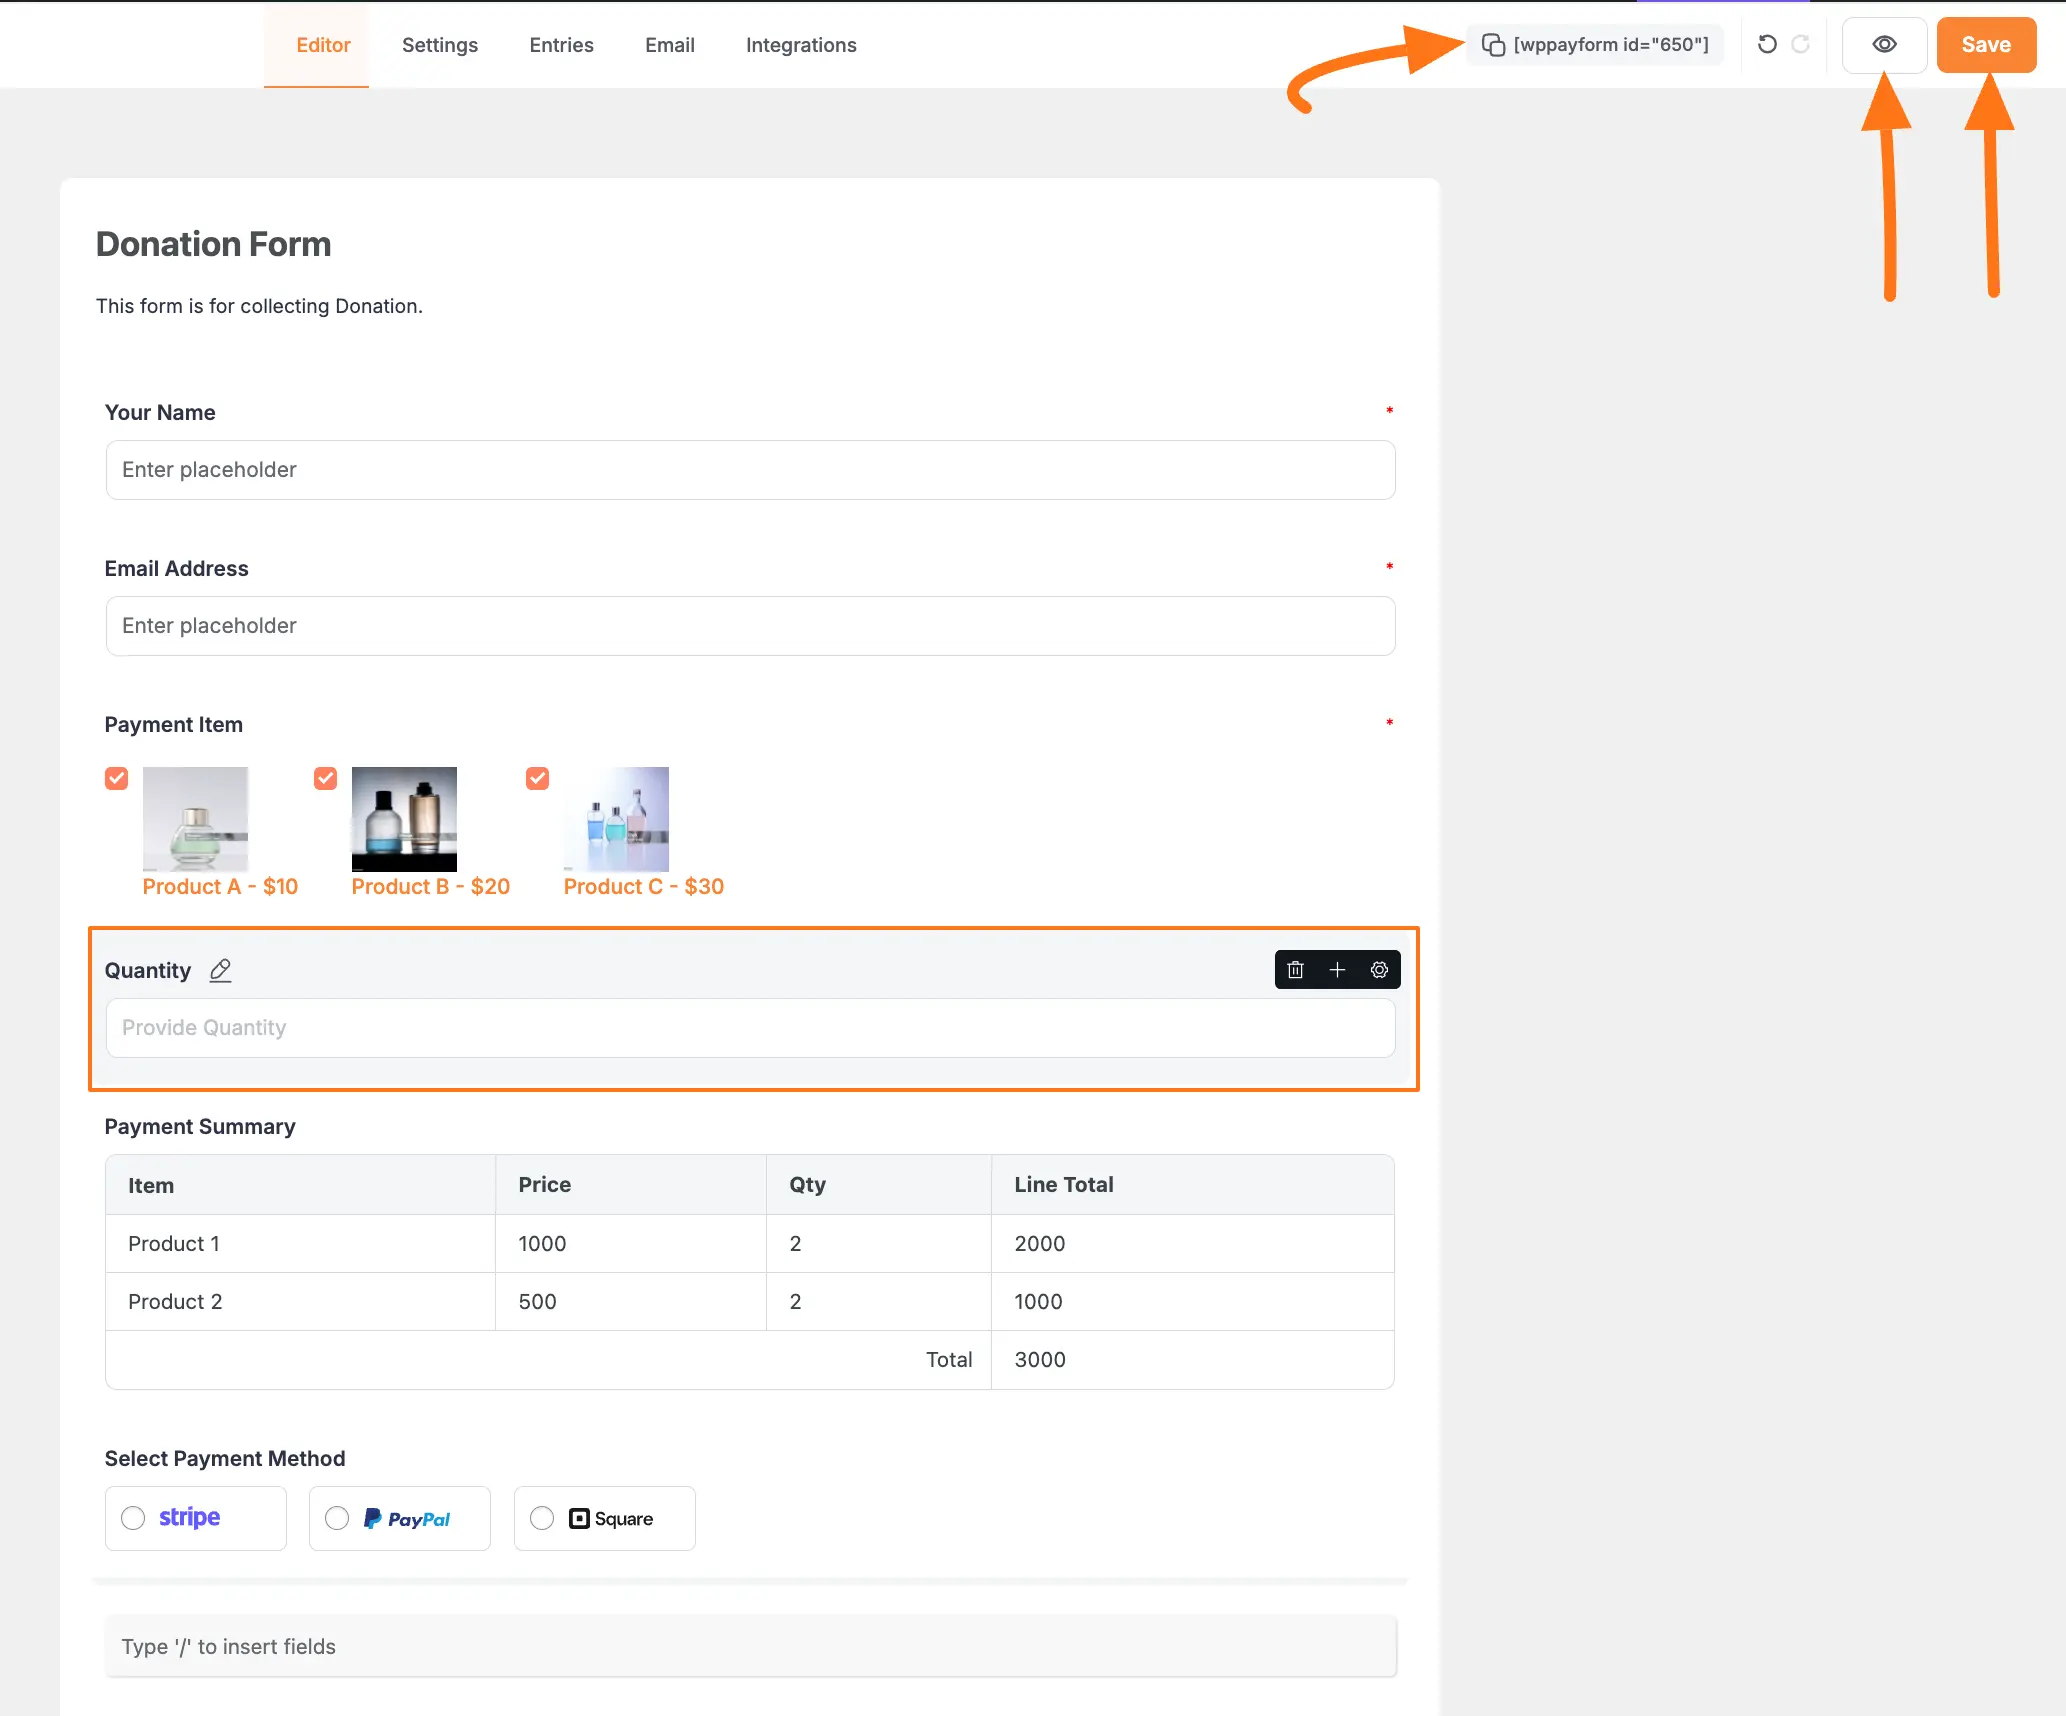 Editor Settings Entries Email Integrations [wppayform id="650"] Save
Donation Form
This form is for collecting Donation.
Your Name *
Enter placeholder
Email Address *
Enter placeholder
Payment Item *
Product A - $10 Product B - $20 Product C - $30
Quantity
Provide Quantity
Payment Summary
Item Price Qty Line Total
Product 1 1000 2 2000
Product 2 500 2 1000
Total 3000
Select Payment Method
stripe PayPal Square
Type '/' to insert fields